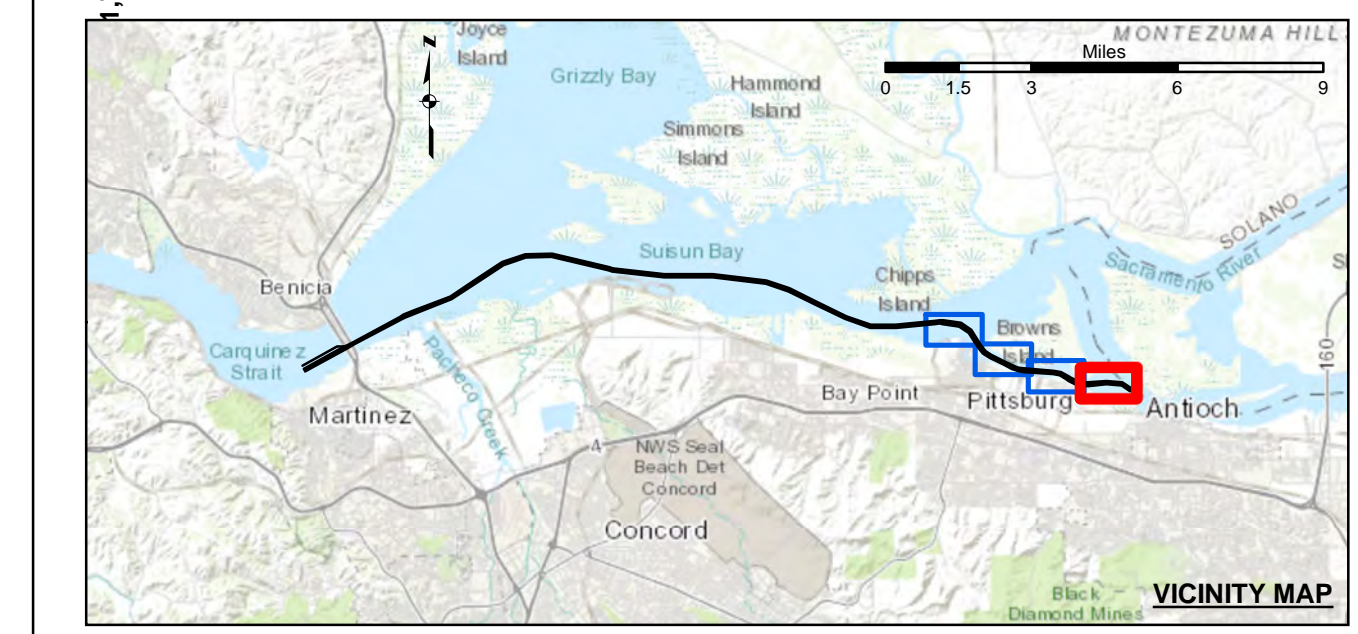 MONTEZUMA HILL
Miles
0 1.5 3 6 9
N
Joyce
Island
Grizzly Bay
Hammond
Island
Simmons
Island
SOLANO
Sacramento River
Suisun Bay
Chipps
Island
Benicia
Browns
Island
Carquinez
Strait
Pacheco Creek
160
Martinez
Bay Point
Pittsburg
Antioch
4
NWS Seal
Beach Det
Concord
Concord
Black
Diamond Mines
VICINITY MAP